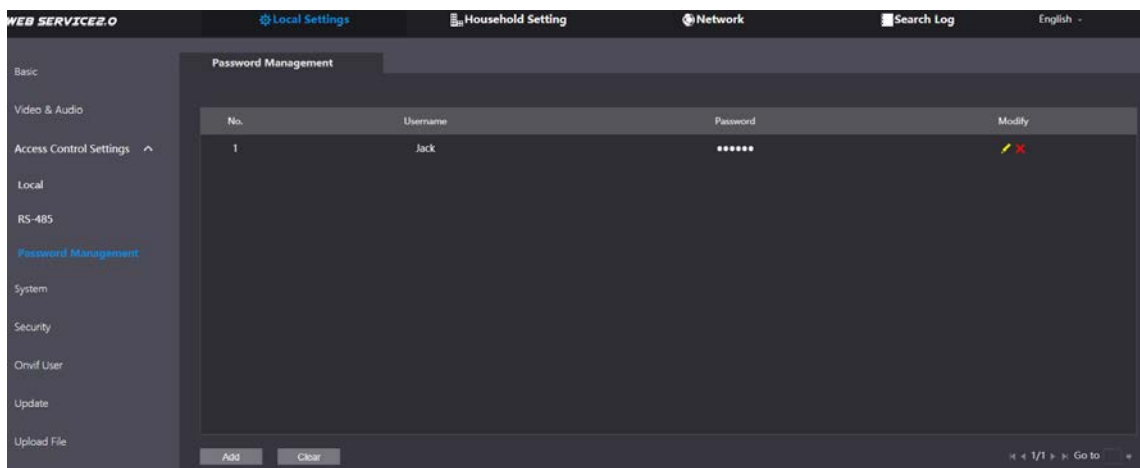 WEB SERVICE2.0 Local Settings Household Setting Network Search Log English
Password Management
Basic
Video & Audio
No. Username Password Modify
Access Control Settings 1 Jack ••••••
Local
RS-485
Password Management
System
Security
Onvif User
Update
Upload File
Add Clear 1/1 Go to